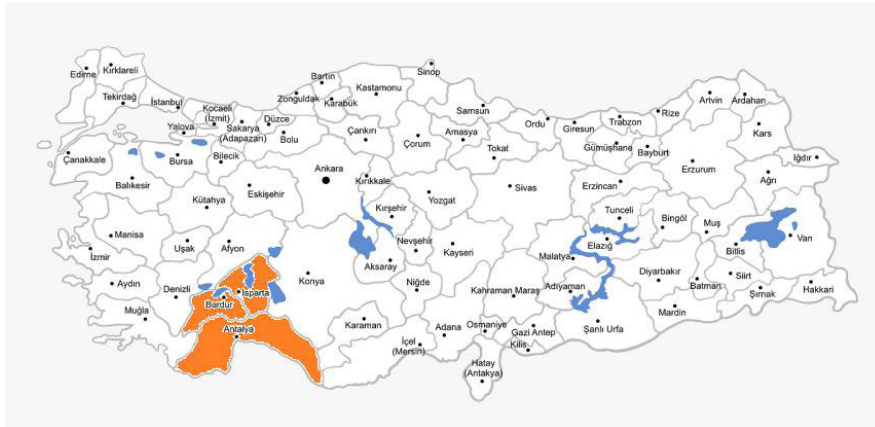 Edirne
Kırklareli
Tekirdağ
İstanbul
Kocaeli
(İzmit)
Yalova
Sakarya
(Adapazarı)
Düzce
Bolu
Zonguldak
Bartın
Karabük
Kastamonu
Sinop
Samsun
Ordu
Giresun
Trabzon
Rize
Artvin
Ardahan
Kars
Çanakkale
Balıkesir
Bursa
Bilecik
Eskişehir
Kütahya
Ankara
Çankırı
Kırıkkale
Çorum
Amasya
Tokat
Gümüşhane
Bayburt
Erzurum
Iğdır
Ağrı
Yozgat
Sivas
Erzincan
Kırşehir
Manisa
İzmir
Uşak
Afyon
Nevşehir
Kayseri
Malatya
Tunceli
Elazığ
Bingöl
Muş
Bitlis
Van
Aydın
Denizli
Muğla
Burdur
Isparta
Antalya
Konya
Aksaray
Niğde
Karaman
Kahraman Maraş
Adıyaman
Diyarbakır
Batman
Siirt
Şırnak
Hakkari
Mardin
Şanlı Urfa
Gazi Antep
Kilis
Osmaniye
Adana
İçel
(Mersin)
Hatay
(Antakya)